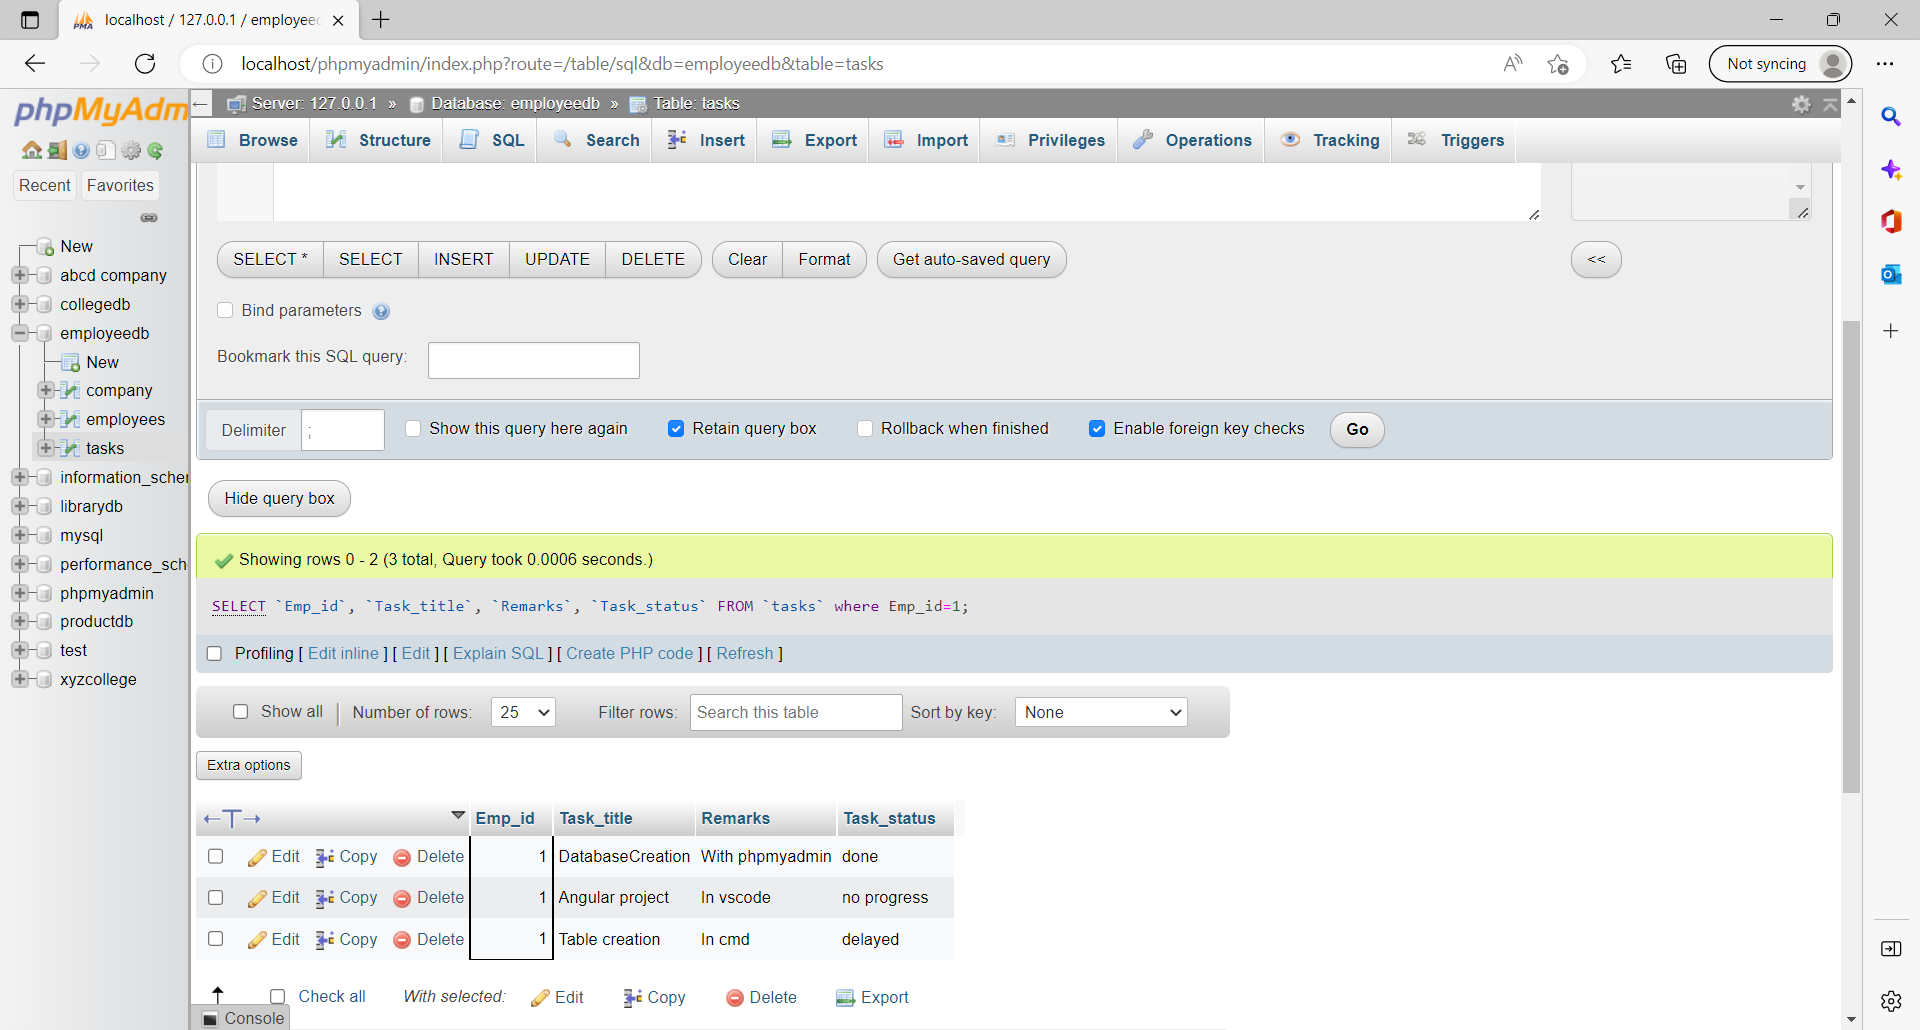 localhost / 127.0.0.1 / employeed
localhost/phpmyadmin/index.php?route=/table/sql&db=employeedb&table=tasks
Not syncing
phpMyAdm
Server: 127.0.0.1 » Database: employeedb » Table: tasks
Browse Structure SQL Search Insert Export Import Privileges Operations Tracking Triggers
Recent Favorites
New
abcd company
collegedb
employeedb
New
company
employees
tasks
information_scher
librarydb
mysql
performance_sch
phpmyadmin
productdb
test
xyzcollege
SELECT * SELECT INSERT UPDATE DELETE Clear Format Get auto-saved query <<
Bind parameters
Bookmark this SQL query:
Delimiter ; Show this query here again Retain query box Rollback when finished Enable foreign key checks Go
Hide query box
Showing rows 0 - 2 (3 total, Query took 0.0006 seconds.)
SELECT `Emp_id`, `Task_title`, `Remarks`, `Task_status` FROM `tasks` where Emp_id=1;
Profiling [ Edit inline ] [ Edit ] [ Explain SQL ] [ Create PHP code ] [ Refresh ]
Show all Number of rows: 25 Filter rows: Search this table Sort by key: None
Extra options
Emp_id Task_title Remarks Task_status
Edit Copy Delete 1 DatabaseCreation With phpmyadmin done
Edit Copy Delete 1 Angular project In vscode no progress
Edit Copy Delete 1 Table creation In cmd delayed
Check all With selected: Edit Copy Delete Export
Console